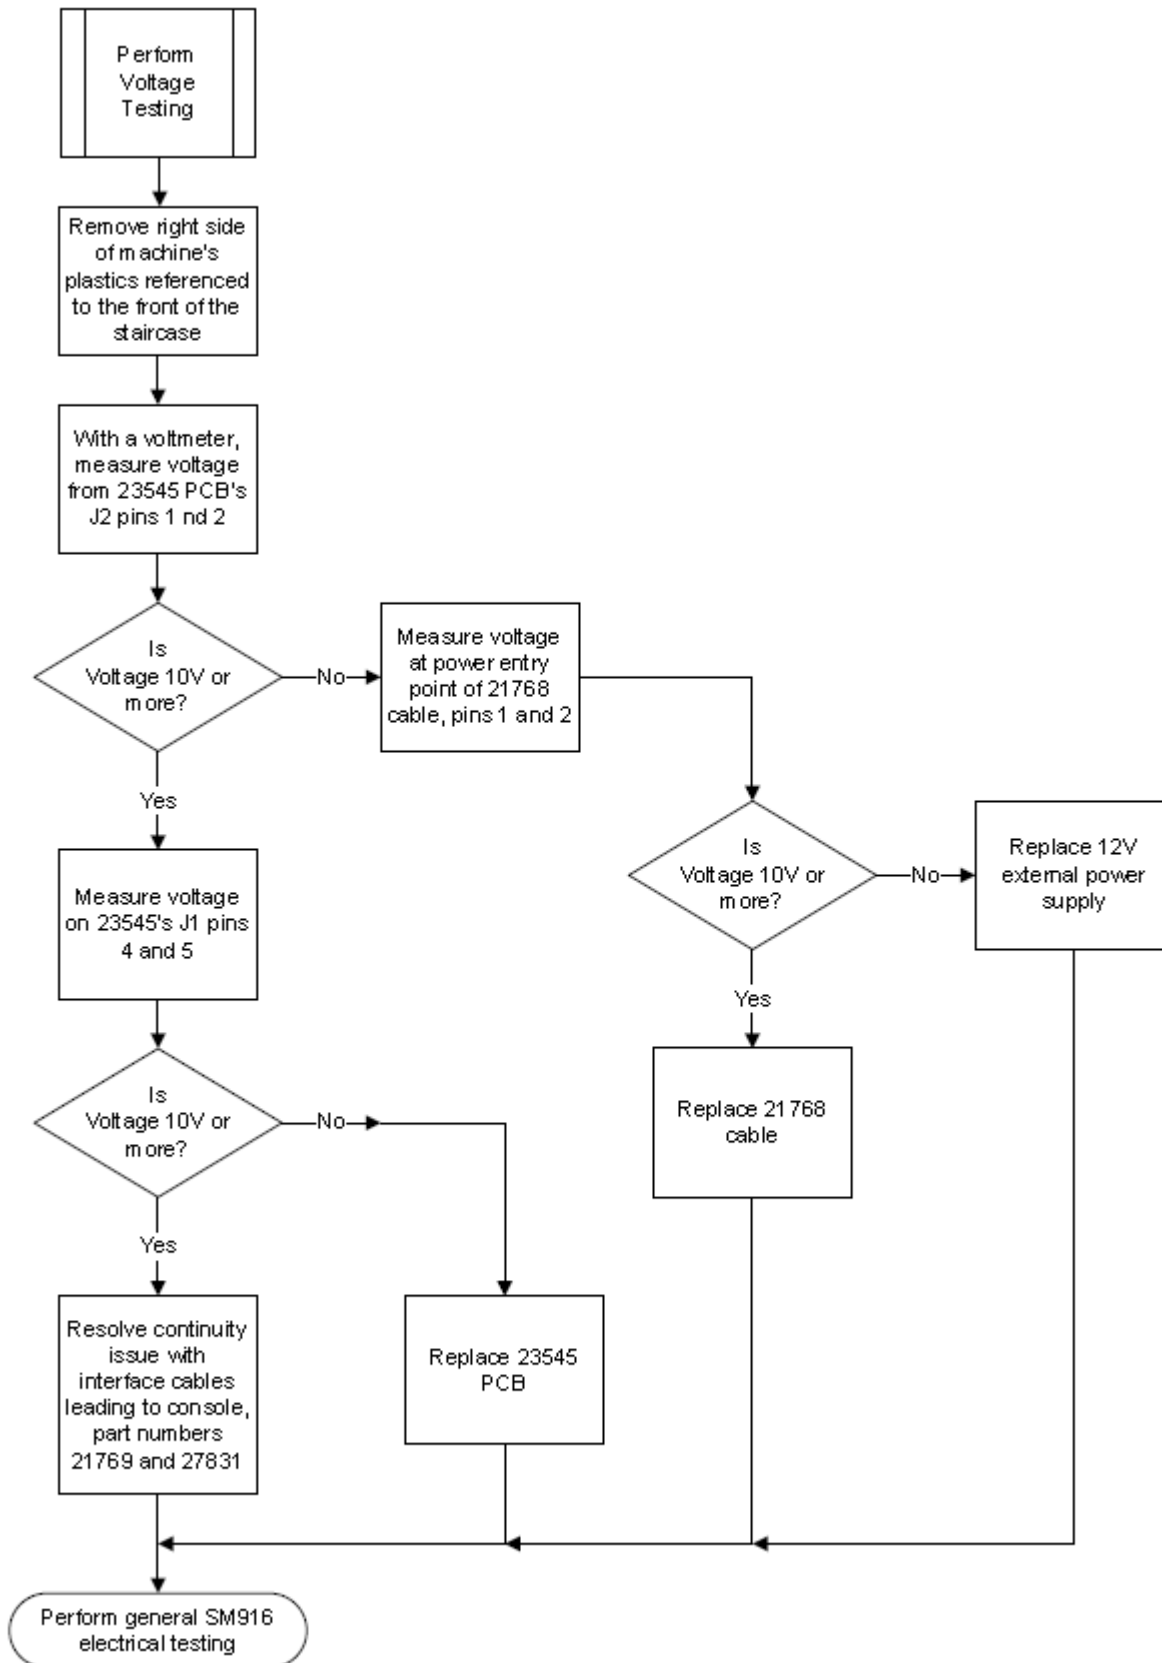 Perform
Voltage
Testing
Remove right side
of machine's
plastics referenced
to the front of the
staircase
With a voltmeter,
measure voltage
from 23545 PCB's
J2 pins 1 nd 2
Is
Voltage 10V or
more?
No
Measure voltage
at power entry
point of 21768
cable, pins 1 and 2
Yes
Is
Voltage 10V or
more?
No
Replace 12V
external power
supply
Measure voltage
on 23545's J1 pins
4 and 5
Yes
Replace 21768
cable
Is
Voltage 10V or
more?
No
Yes
Resolve continuity
issue with
interface cables
leading to console,
part numbers
21769 and 27831
Replace 23545
PCB
Perform general SM916
electrical testing